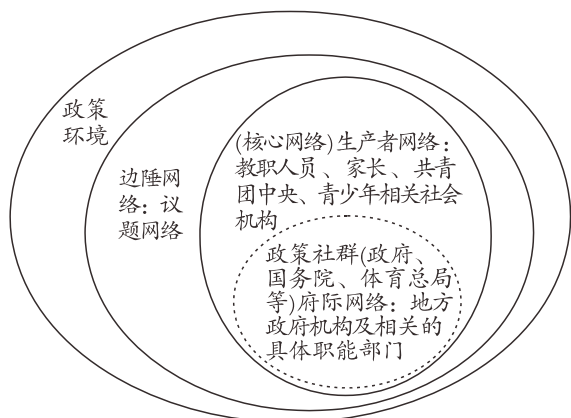 政策
环境
边陲网
络：议
题网络
(核心网络)生产者网络：
教职人员、家长、共青
团中央、青少年相关社会
机构
政策社群(政府、
国务院、体育总局
等)府际网络：地方
政府机构及相关的
具体职能部门